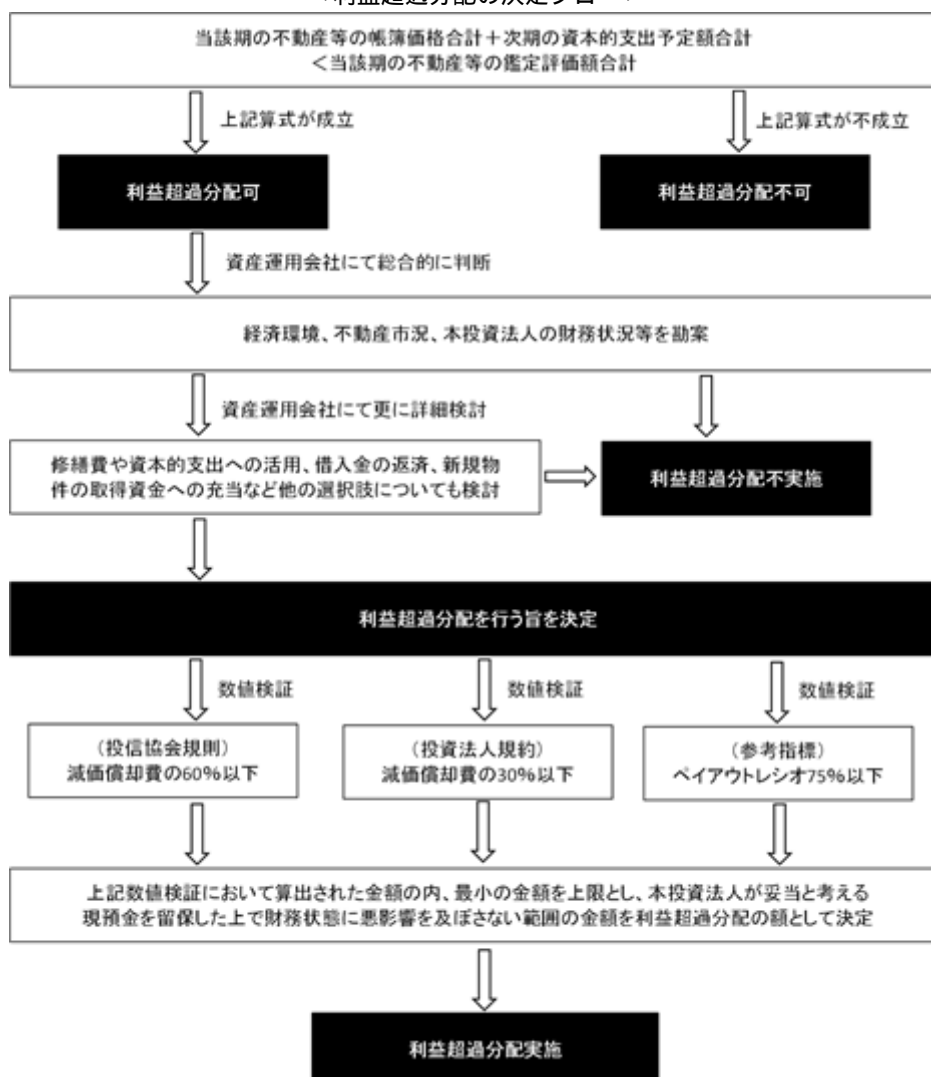 利益超過分配の決定フロー
当該期の不動産等の帳簿価格合計＋次期の資本的支出予定額合計
＜当該期の不動産等の鑑定評価額合計
上記算式が成立
上記算式が不成立
利益超過分配可
利益超過分配不可
資産運用会社にて総合的に判断
経済環境、不動産市況、本投資法人の財務状況等を勘案
資産運用会社にて更に詳細検討
修繕費や資本的支出への活用、借入金の返済、新規物
件の取得資金への充当など他の選択肢についても検討
利益超過分配不実施
利益超過分配を行う旨を決定
数値検証
数値検証
数値検証
（投信協会規則）
減価償却費の60%以下
（投資法人規約）
減価償却費の30%以下
（参考指標）
ペイアウトレシオ75%以下
上記数値検証において算出された金額の内、最小の金額を上限とし、本投資法人が妥当と考える
現預金を留保した上で財務状態に悪影響を及ぼさない範囲の金額を利益超過分配の額として決定
利益超過分配実施